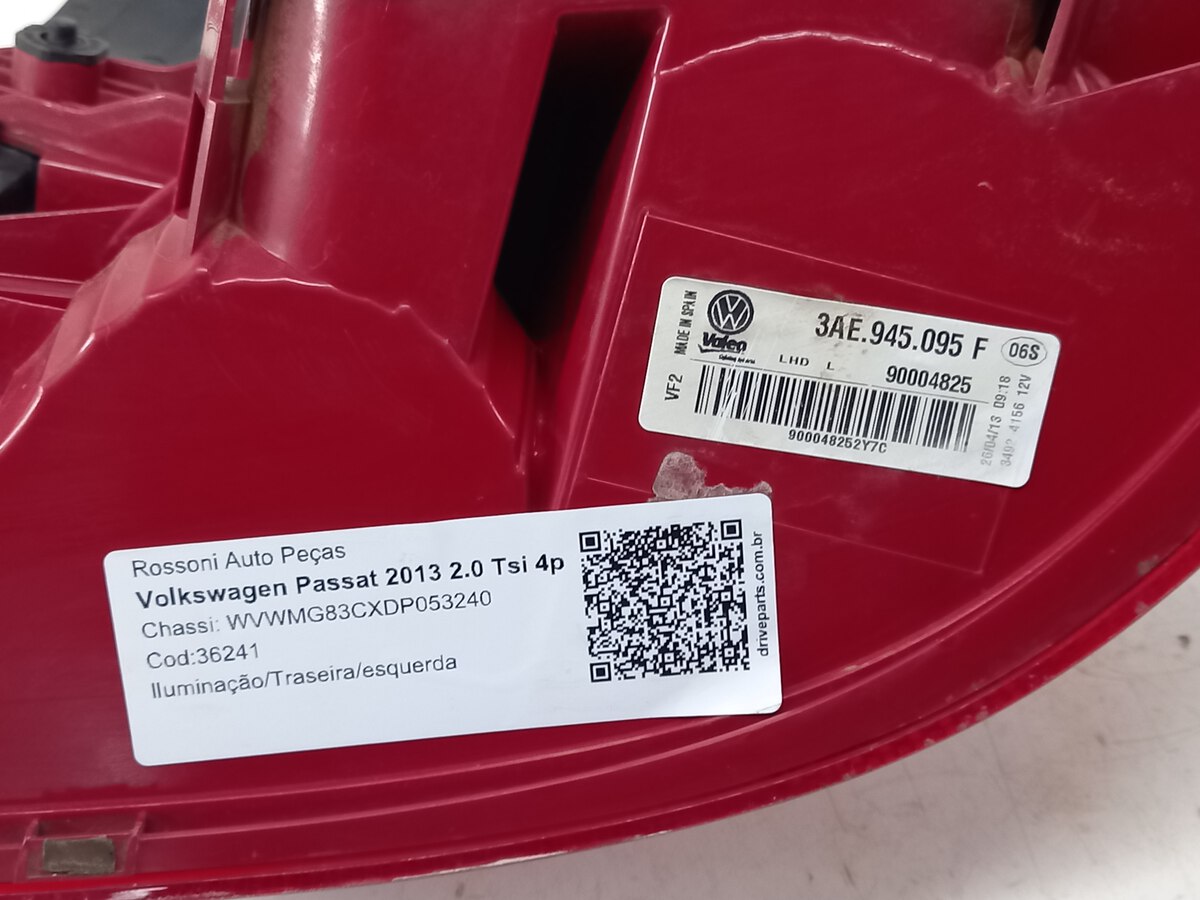 MADE IN SPAIN
VF2
Valeo
3AE.945.095 F
06S
LHD L
90004825
900048252Y7C
26/04/13 09:18
4156 12V
Rossoni Auto Peças
Volkswagen Passat 2013 2.0 Tsi 4p
Chassi: WVWMG83CXDP053240
Cod:36241
Iluminação/Traseira/esquerda
driveparts.com.br